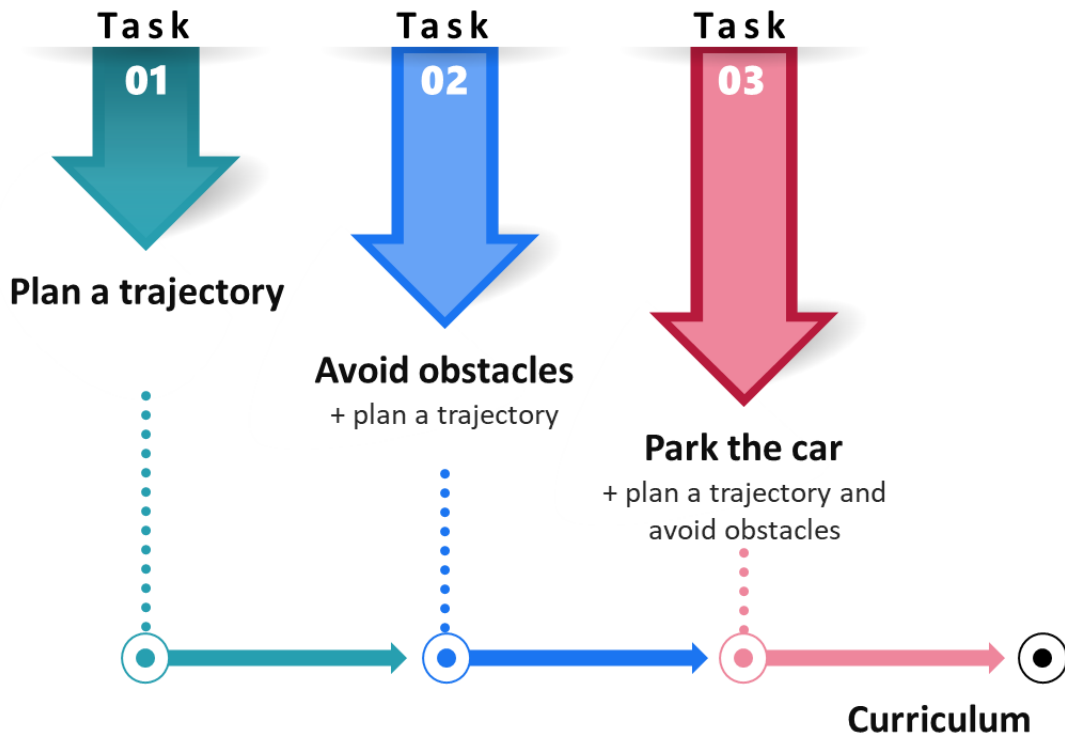 Task
01
Plan a trajectory
Task
02
Avoid obstacles
+ plan a trajectory
Task
03
Park the car
+ plan a trajectory and
avoid obstacles
Curriculum